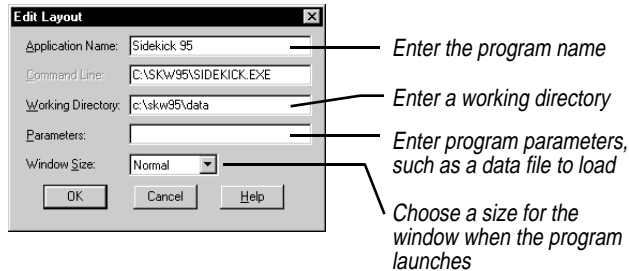 Edit Layout
Application Name: Sidekick 95
Command Line: C:\SKW95\SIDEKICK.EXE
Working Directory: c:\skw95\data
Parameters:
Window Size: Normal
OK Cancel Help
Enter the program name
Enter a working directory
Enter program parameters,
such as a data file to load
Choose a size for the
window when the program
launches